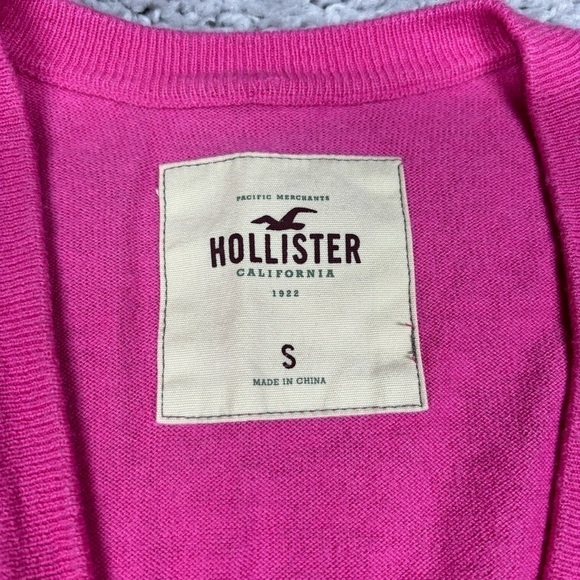 PACIFIC MERCHANTS
HOLLISTER
CALIFORNIA
1922
S
MADE IN CHINA